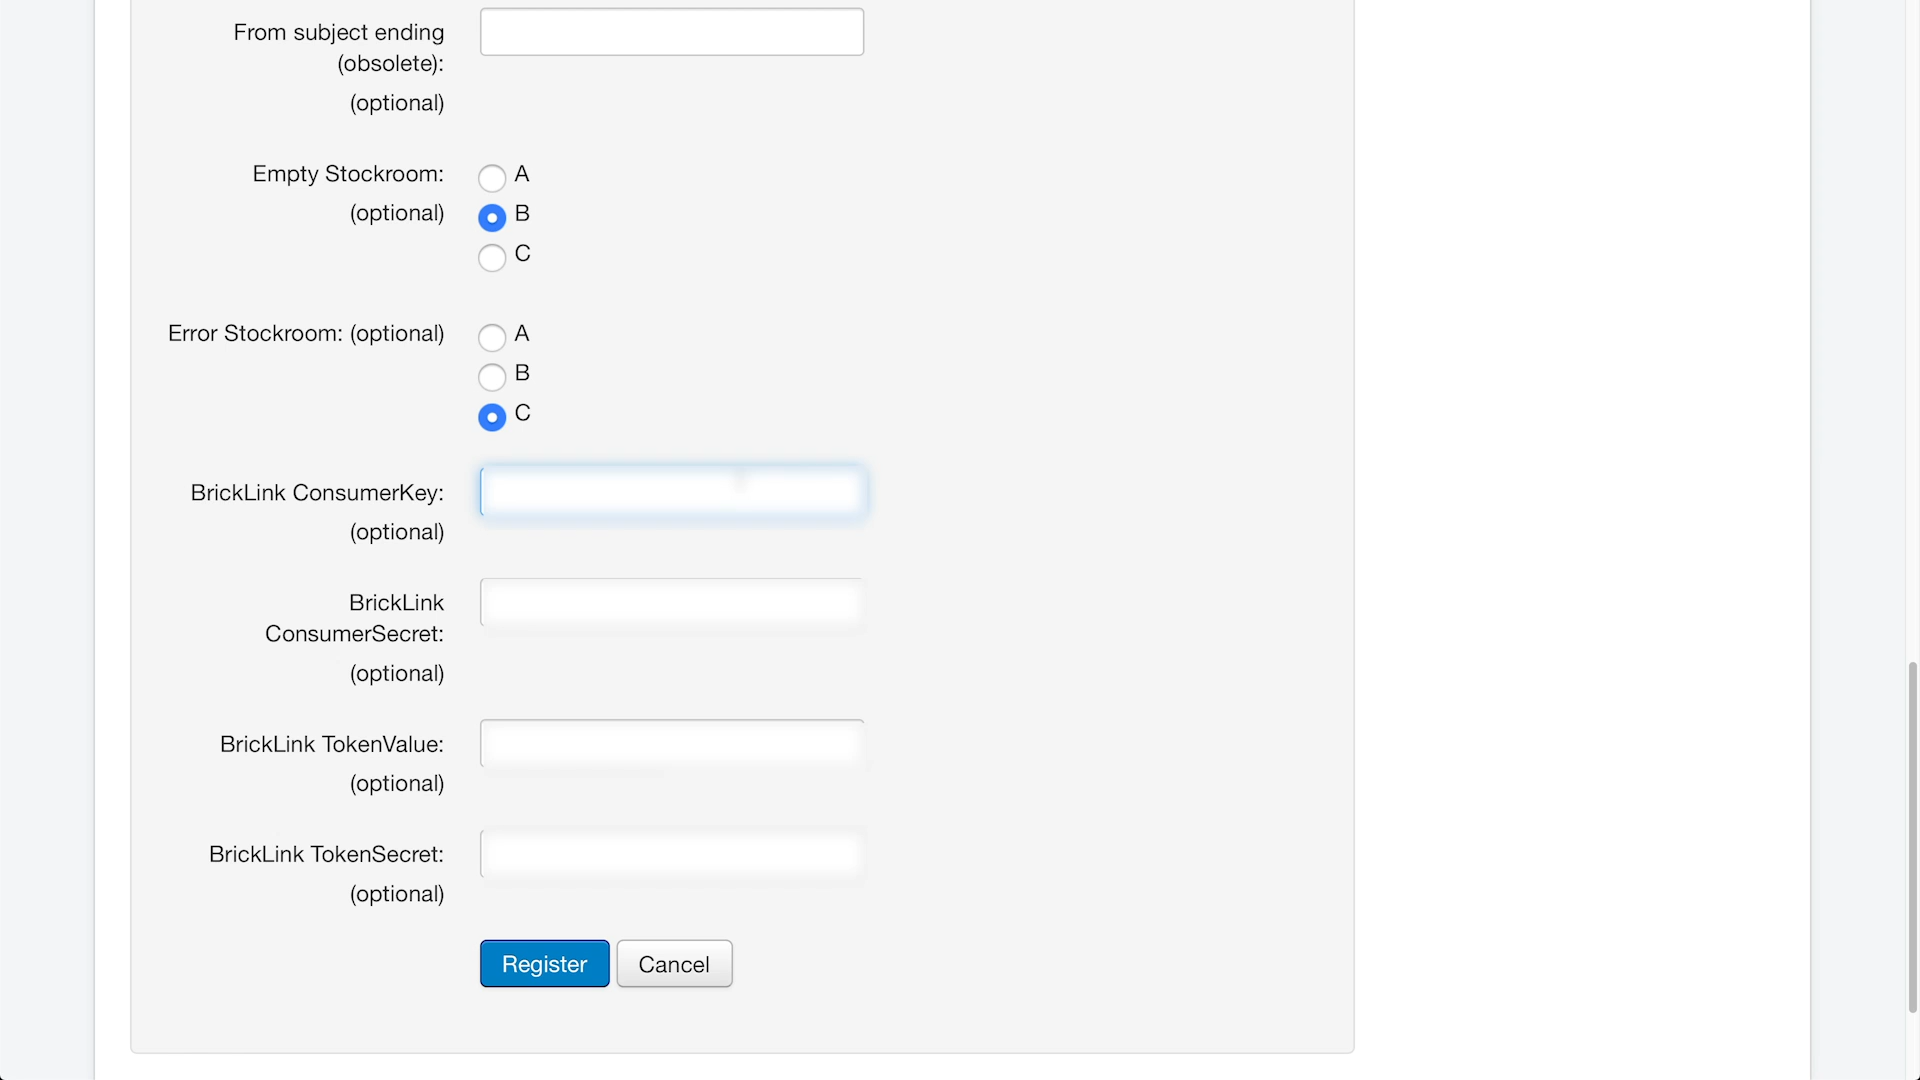 From subject ending
(obsolete):
(optional)
Empty Stockroom:
(optional)
A
B
C
Error Stockroom: (optional)
A
B
C
BrickLink ConsumerKey:
(optional)
BrickLink
ConsumerSecret:
(optional)
BrickLink TokenValue:
(optional)
BrickLink TokenSecret:
(optional)
Register
Cancel